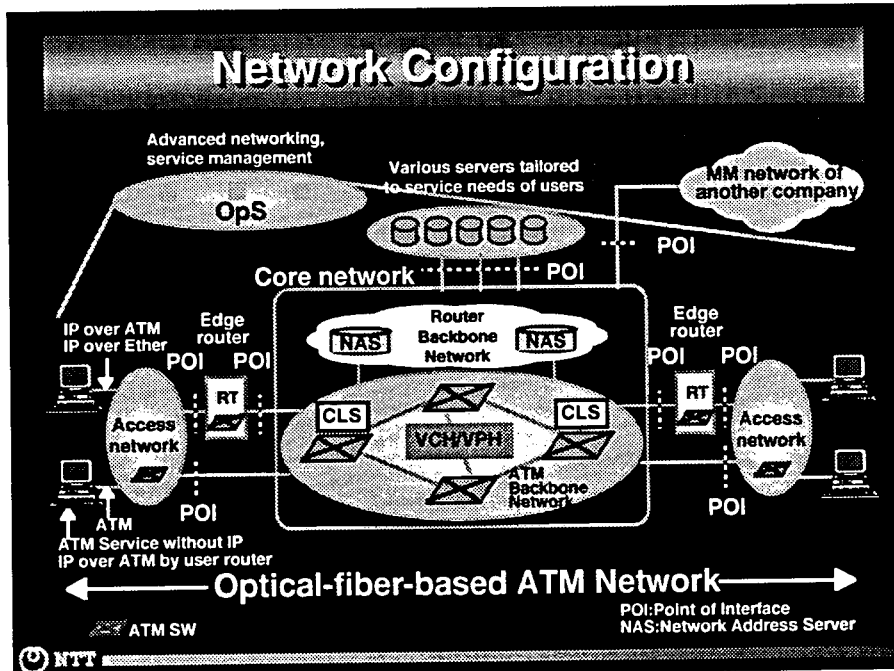 Network Configuration
Advanced networking,
service management
OpS
Various servers tailored
to service needs of users
MM network of
another company
POI
POI
Core network
IP over ATM
IP over Ether
Edge
router
POI
POI
RT
Access
network
Router
Backbone
Network
NAS
NAS
CLS
CLS
VCH/VPH
ATM
Backbone
Network
Edge
router
POI
POI
RT
Access
network
POI
POI
ATM
ATM Service without IP
IP over ATM by user router
Optical-fiber-based ATM Network
POI:Point of Interface
NAS:Network Address Server
ATM SW
NTT